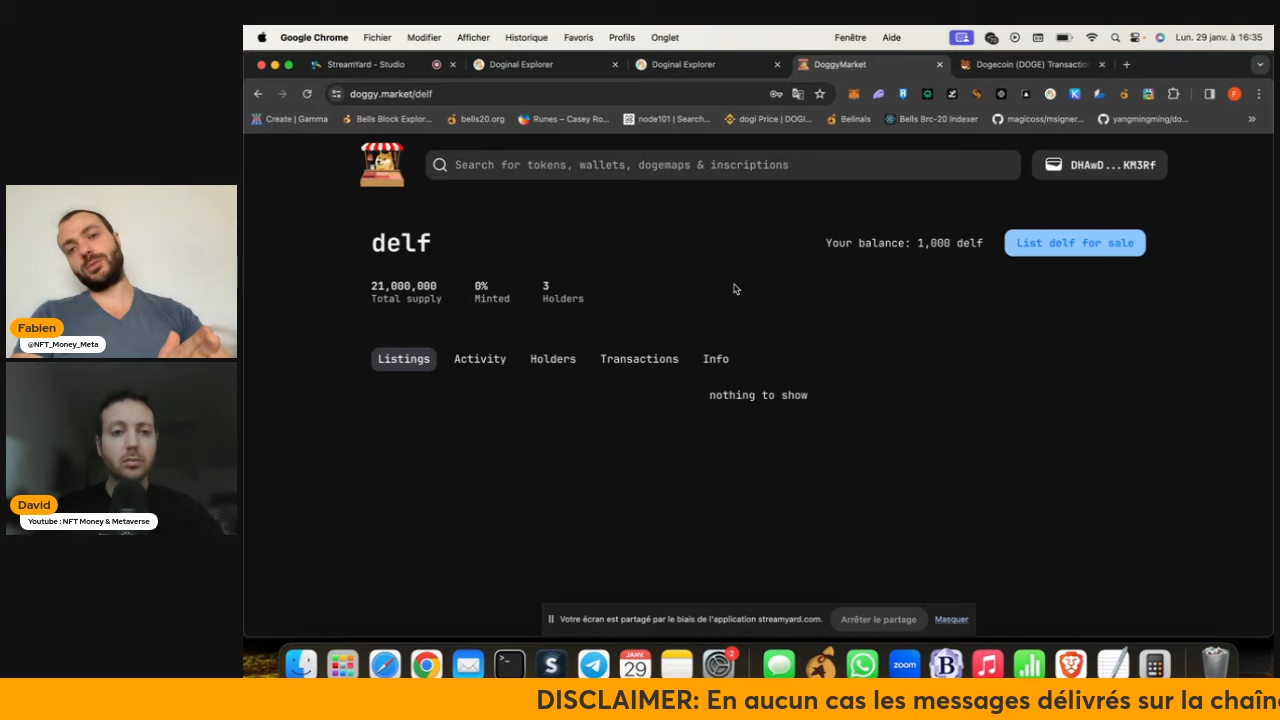 Google Chrome Fichier Modifier Afficher Historique Favoris Profils Onglet Fenêtre Aide Lun. 29 janv. à 16:35
StreamYard - Studio Doginal Explorer Doginal Explorer DoggyMarket Dogecoin (DOGE) Transactio
doggy.market/delf
Create | Gamma Bells Block Explor... bells20.org Runes – Casey Ro... node101 | Search... dogi Price | DOGI... Belinals Bells Brc-20 Indexer magicoss/msigner... yangmingming/do...
Search for tokens, wallets, dogemaps & inscriptions
DHAwD...KM3Rf
delf
Your balance: 1,000 delf
List delf for sale
21,000,000 0% 3
Total supply Minted Holders
Listings Activity Holders Transactions Info
nothing to show
Fabien
@NFT_Money_Meta
David
Youtube : NFT Money & Metaverse
Votre écran est partagé par le biais de l'application streamyard.com. Arrêter le partage Masquer
JANV.
29
2
zoom
DISCLAIMER: En aucun cas les messages délivrés sur la chaîn